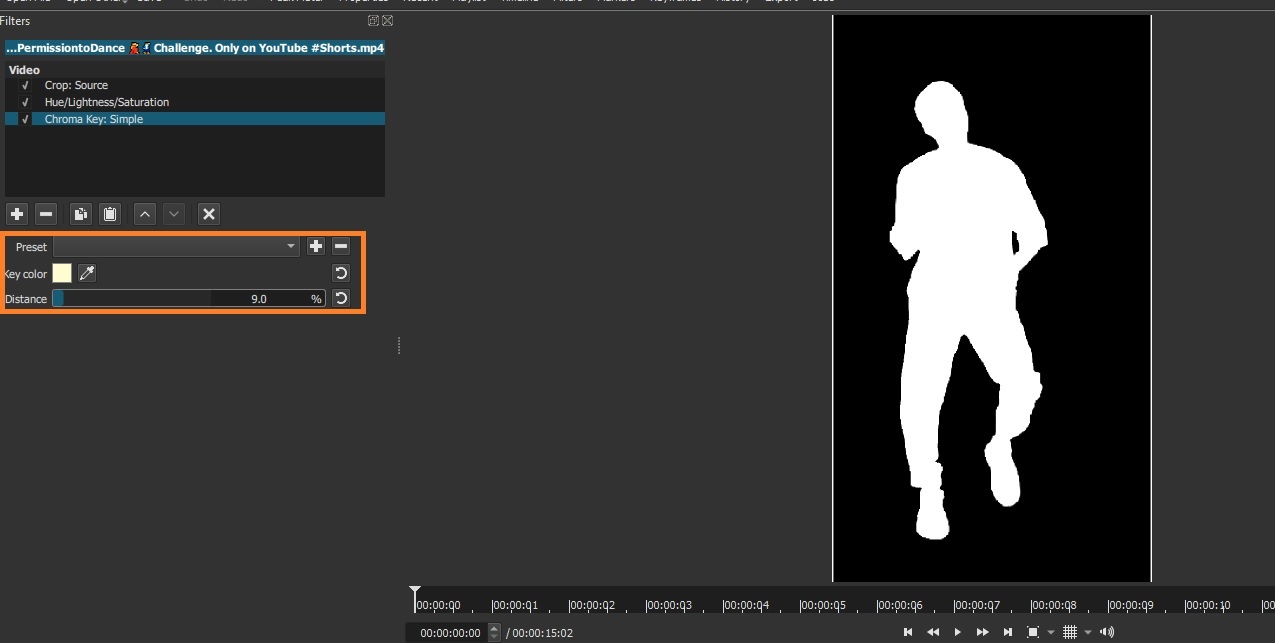 Filters
...PermissiontoDance 💃🕺 Challenge. Only on YouTube #Shorts.mp4
Video
✓ Crop: Source
✓ Hue/Lightness/Saturation
✓ Chroma Key: Simple
Preset
Key color
Distance 9.0 %
00:00:00 00:00:01 00:00:02 00:00:03 00:00:04 00:00:05 00:00:06 00:00:07 00:00:08 00:00:09 00:00:10
00:00:00:00 / 00:00:15:02